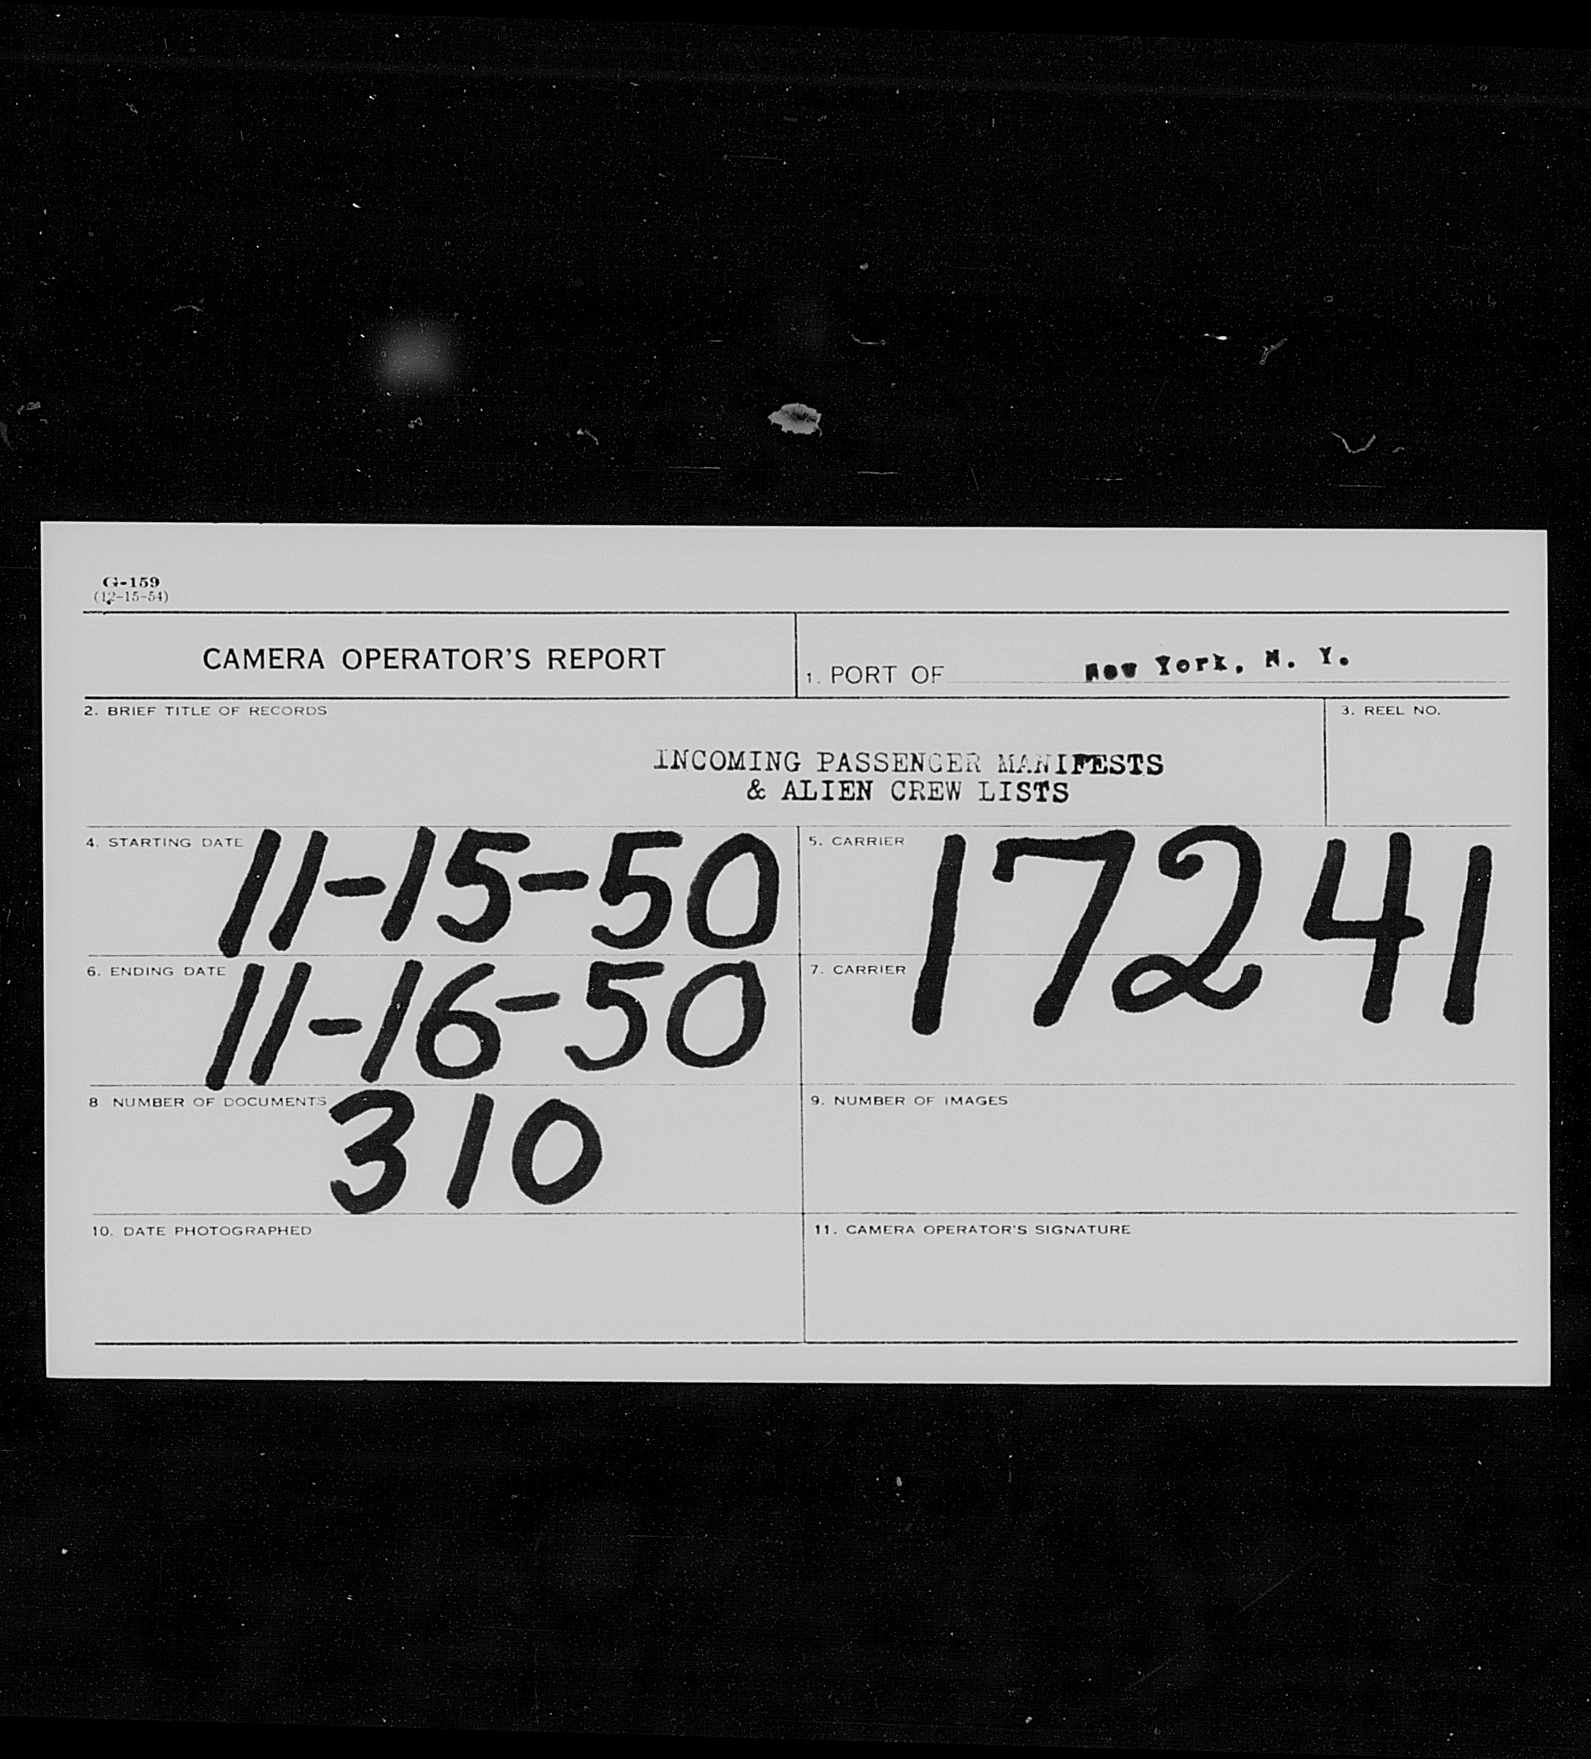 G-159
(12-15-54)
CAMERA OPERATOR'S REPORT
1. PORT OF New York, N. Y.
2. BRIEF TITLE OF RECORDS
3. REEL NO.
INCOMING PASSENGER MANIFESTS
& ALIEN CREW LISTS
4. STARTING DATE 11-15-50
5. CARRIER 17241
6. ENDING DATE 11-16-50
7. CARRIER
8 NUMBER OF DOCUMENTS 310
9. NUMBER OF IMAGES
10. DATE PHOTOGRAPHED
11. CAMERA OPERATOR'S SIGNATURE